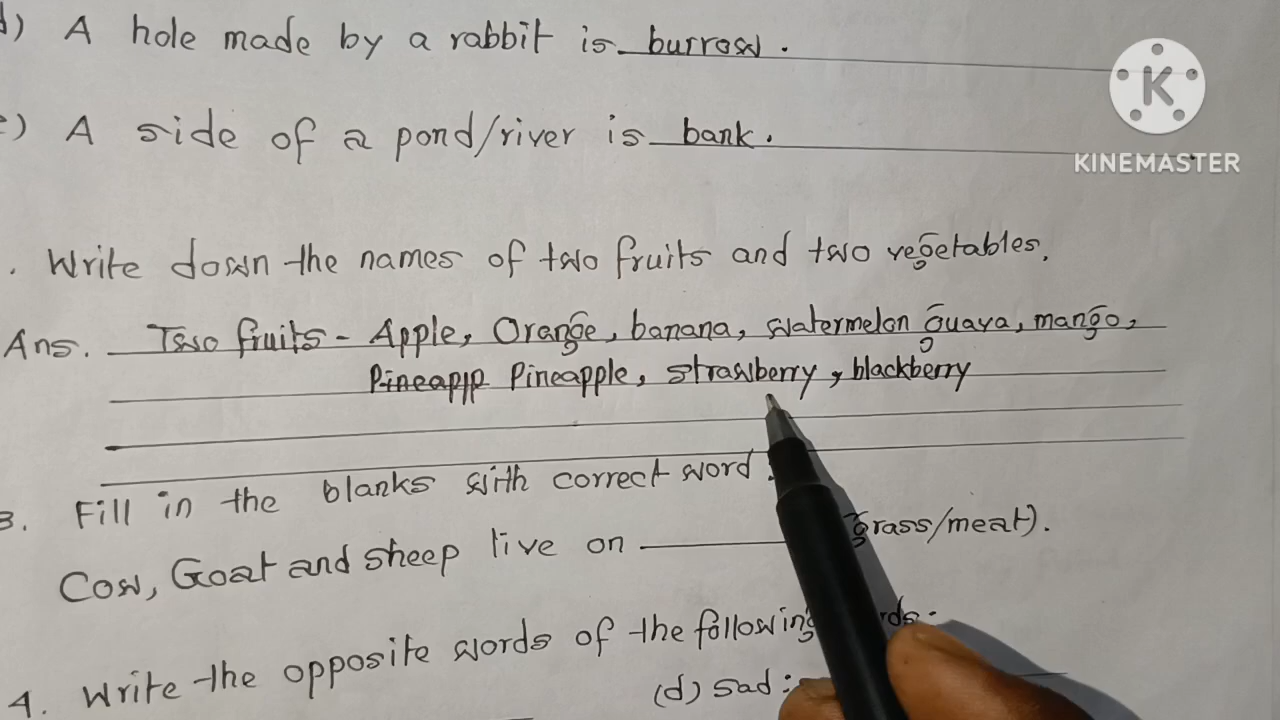 d) A hole made by a rabbit is burrow.
K
KINEMASTER
) A side of a pond/river is bank.
. Write down the names of two fruits and two vegetables.
Ans. Two fruits - Apple, Orange, banana, watermelon guava, mango,
Pineapp Pineapple, strawberry, blackberry
3. Fill in the blanks with correct word :
Cow, Goat and sheep live on grass/meat).
4. Write the opposite words of the following
(d) sad :